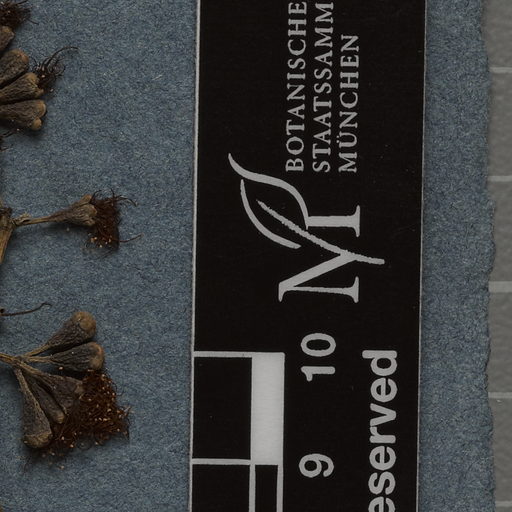 BOTANISCHE
STAATSSAMM
MÜNCHEN
M
9 10
eserved